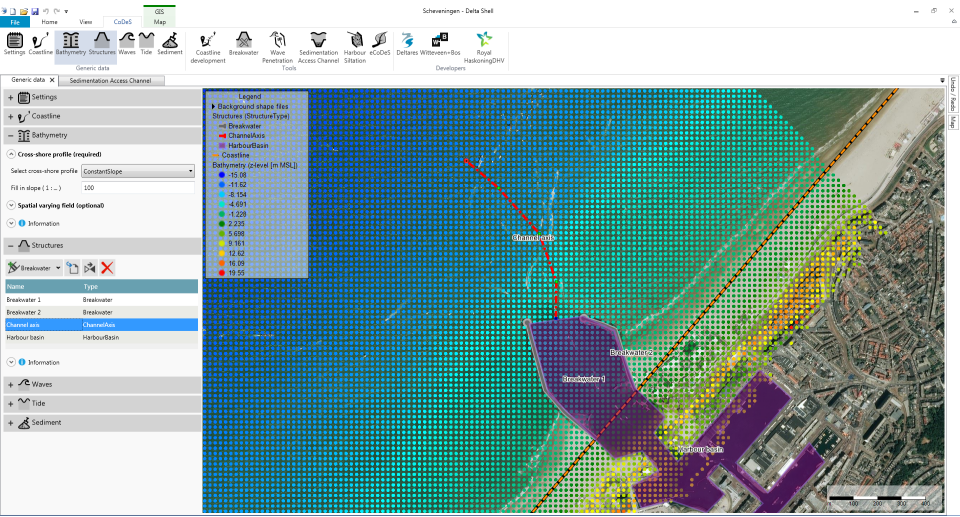 Scheveningen - Delta Shell
GIS
File
Home
View
CoDeS
Map
Settings
Coastline
Bathymetry
Structures
Waves
Tide
Sediment
Coastline development
Breakwater
Wave Penetration
Sedimentation Access Channel
Harbour Siltation
eCoDeS
Deltares
Witteveen+Bos
Royal HaskoningDHV
Generic data
Tools
Developers
Generic data
Sedimentation Access Channel
Undo / Redo
Map
Settings
Coastline
Bathymetry
Cross-shore profile (required)
Select cross-shore profile
ConstantSlope
Fill in slope ( 1 : .. )
100
Spatial varying field (optional)
Information
Structures
Breakwater
Name
Type
Breakwater 1
Breakwater
Breakwater 2
Breakwater
Channel axis
ChannelAxis
Harbour basin
HarbourBasin
Information
Waves
Tide
Sediment
Legend
Background shape files
Structures (StructureType)
Breakwater
ChannelAxis
HarbourBasin
Coastline
Bathymetry (z-level [m MSL])
-15.08
-11.62
-8.154
-4.691
-1.228
2.235
5.698
9.161
12.62
16.09
19.55
Channel axis
Breakwater 2
Breakwater 1
Harbour basin
100
200
300
400